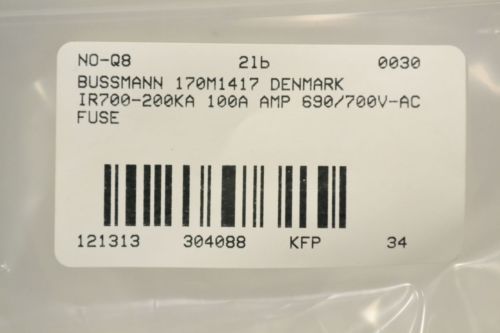 NO-Q8 21b 0030
BUSSMANN 170M1417 DENMARK
IR700-200KA 100A AMP 690/700V-AC
FUSE
121313 304088 KFP 34